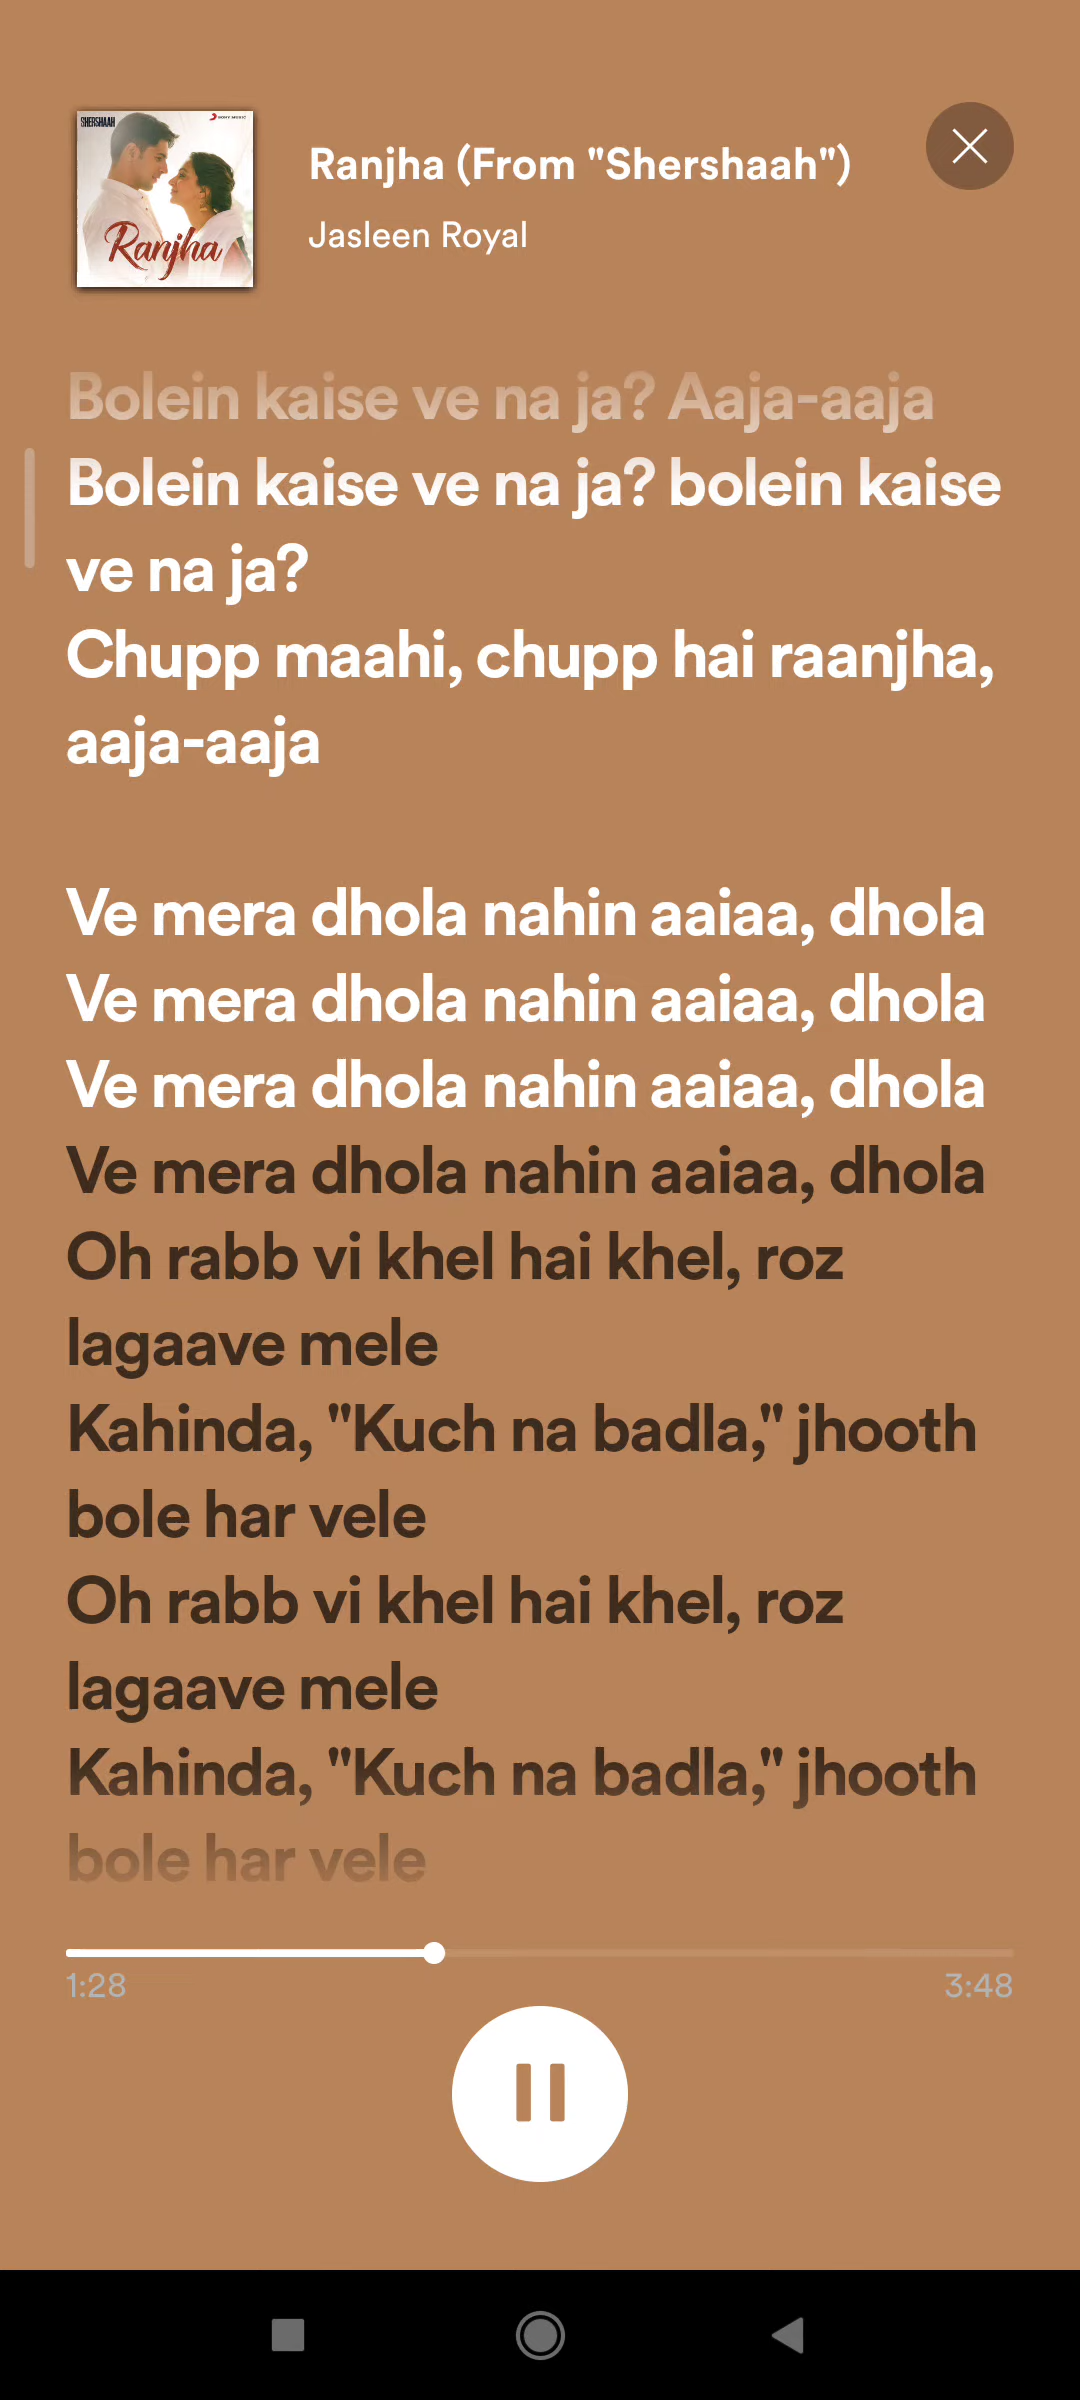 SHERSHAAH
SONY MUSIC
Ranjha
Ranjha (From "Shershaah")
Jasleen Royal
Bolein kaise ve na ja? Aaja-aaja
Bolein kaise ve na ja? bolein kaise
ve na ja?
Chupp maahi, chupp hai raanjha,
aaja-aaja
Ve mera dhola nahin aaiaa, dhola
Ve mera dhola nahin aaiaa, dhola
Ve mera dhola nahin aaiaa, dhola
Ve mera dhola nahin aaiaa, dhola
Oh rabb vi khel hai khel, roz
lagaave mele
Kahinda, "Kuch na badla," jhooth
bole har vele
Oh rabb vi khel hai khel, roz
lagaave mele
Kahinda, "Kuch na badla," jhooth
bole har vele
1:28
3:48